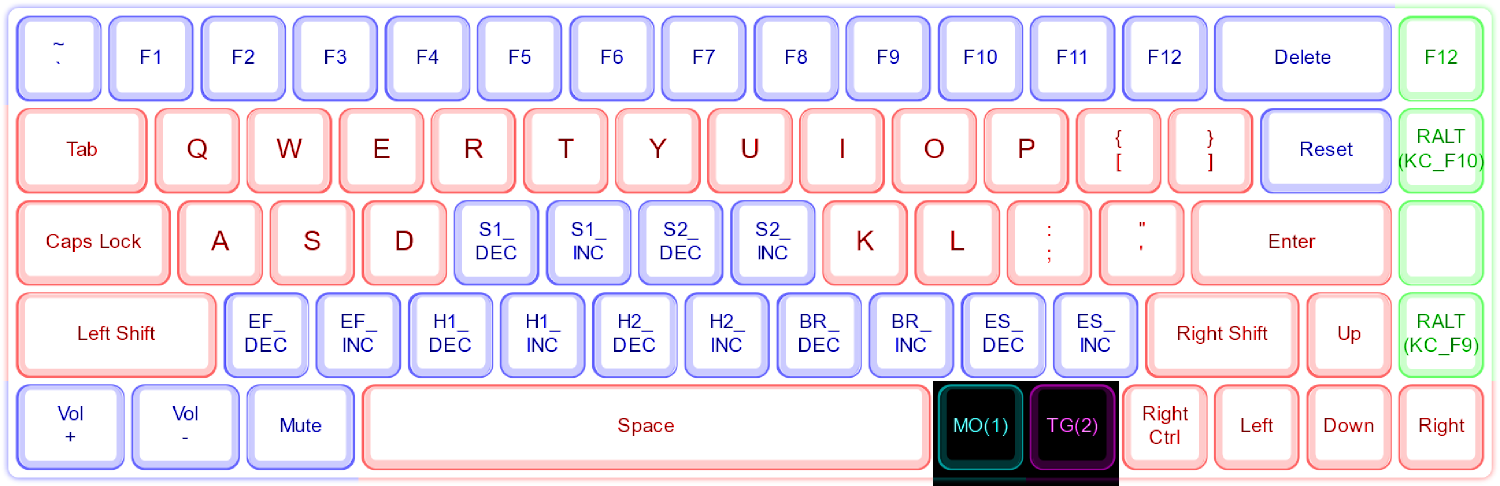 ~
`
F1
F2
F3
F4
F5
F6
F7
F8
F9
F10
F11
F12
Delete
F12
Tab
Q
W
E
R
T
Y
U
I
O
P
{
[
}
]
Reset
RALT
(KC_F10)
Caps Lock
A
S
D
S1_
DEC
S1_
INC
S2_
DEC
S2_
INC
K
L
:
;
"
'
Enter
Left Shift
EF_
DEC
EF_
INC
H1_
DEC
H1_
INC
H2_
DEC
H2_
INC
BR_
DEC
BR_
INC
ES_
DEC
ES_
INC
Right Shift
Up
RALT
(KC_F9)
Vol
+
Vol
-
Mute
Space
MO(1)
TG(2)
Right
Ctrl
Left
Down
Right